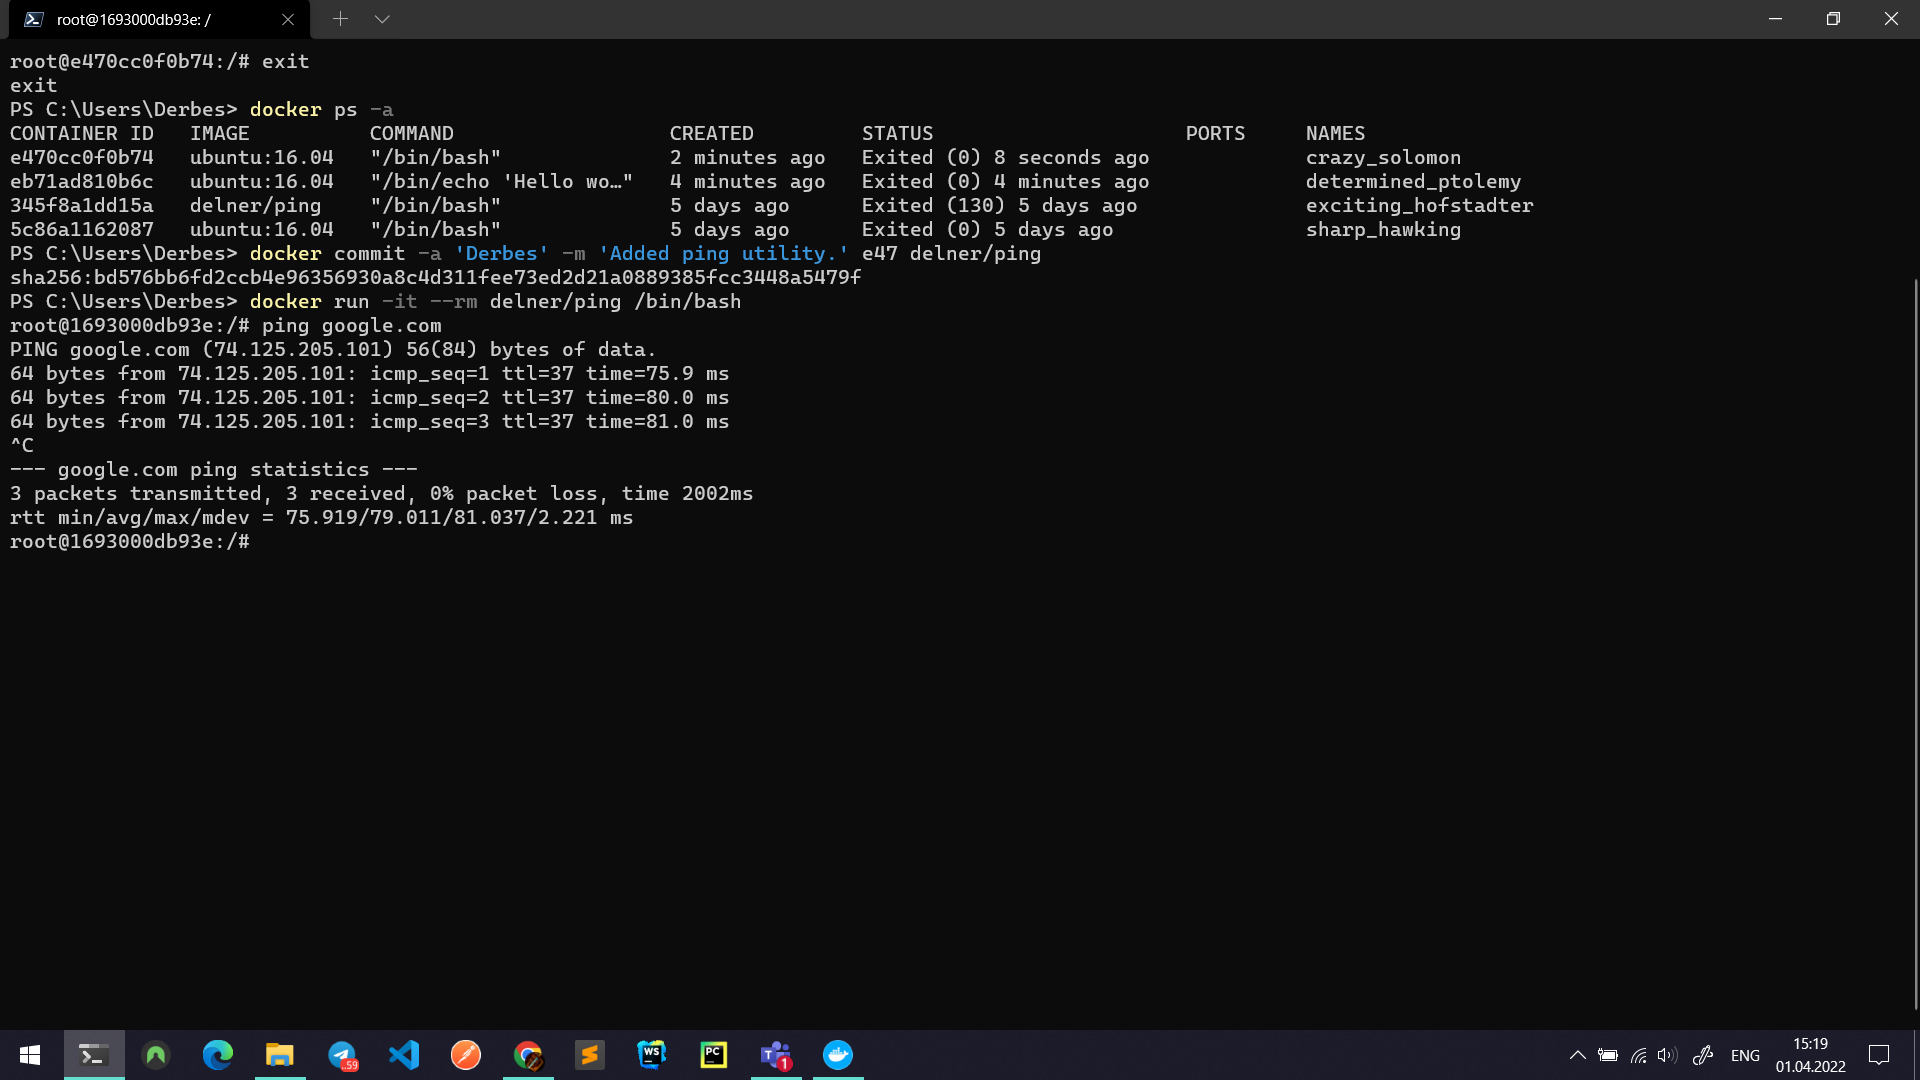 root@1693000db93e: /
root@e470cc0f0b74:/# exit
exit
PS C:\Users\Derbes> docker ps -a
CONTAINER ID   IMAGE          COMMAND                  CREATED         STATUS                     PORTS     NAMES
e470cc0f0b74   ubuntu:16.04   "/bin/bash"              2 minutes ago   Exited (0) 8 seconds ago             crazy_solomon
eb71ad810b6c   ubuntu:16.04   "/bin/echo 'Hello wo…"   4 minutes ago   Exited (0) 4 minutes ago             determined_ptolemy
345f8a1dd15a   delner/ping    "/bin/bash"              5 days ago      Exited (130) 5 days ago              exciting_hofstadter
5c86a1162087   ubuntu:16.04   "/bin/bash"              5 days ago      Exited (0) 5 days ago                sharp_hawking
PS C:\Users\Derbes> docker commit -a 'Derbes' -m 'Added ping utility.' e47 delner/ping
sha256:bd576bb6fd2ccb4e96356930a8c4d311fee73ed2d21a0889385fcc3448a5479f
PS C:\Users\Derbes> docker run -it --rm delner/ping /bin/bash
root@1693000db93e:/# ping google.com
PING google.com (74.125.205.101) 56(84) bytes of data.
64 bytes from 74.125.205.101: icmp_seq=1 ttl=37 time=75.9 ms
64 bytes from 74.125.205.101: icmp_seq=2 ttl=37 time=80.0 ms
64 bytes from 74.125.205.101: icmp_seq=3 ttl=37 time=81.0 ms
^C
--- google.com ping statistics ---
3 packets transmitted, 3 received, 0% packet loss, time 2002ms
rtt min/avg/max/mdev = 75.919/79.011/81.037/2.221 ms
root@1693000db93e:/#
..59
WS
PC
T
1
ENG
15:19
01.04.2022